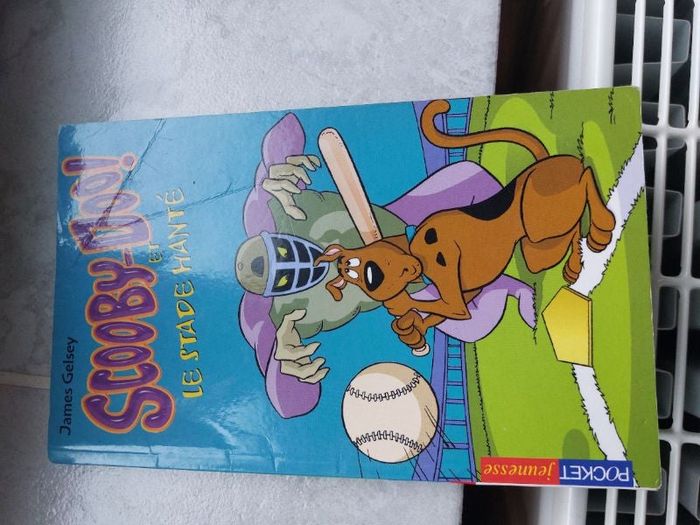 James Gelsey
SCOOBY-DOO!
ET
LE STADE HANTÉ
POCKET
jeunesse